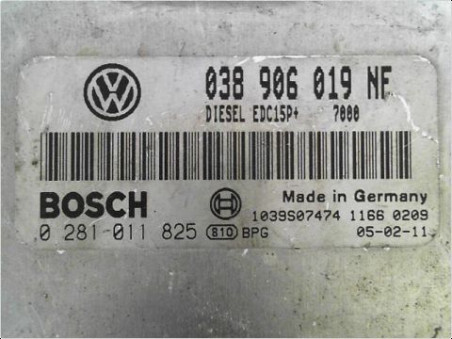 038 906 019 NF
DIESEL EDC15P+ 7000
BOSCH
Made in Germany
1039S07474 1166 0209
0 281 011 825 810 BPG 05-02-11